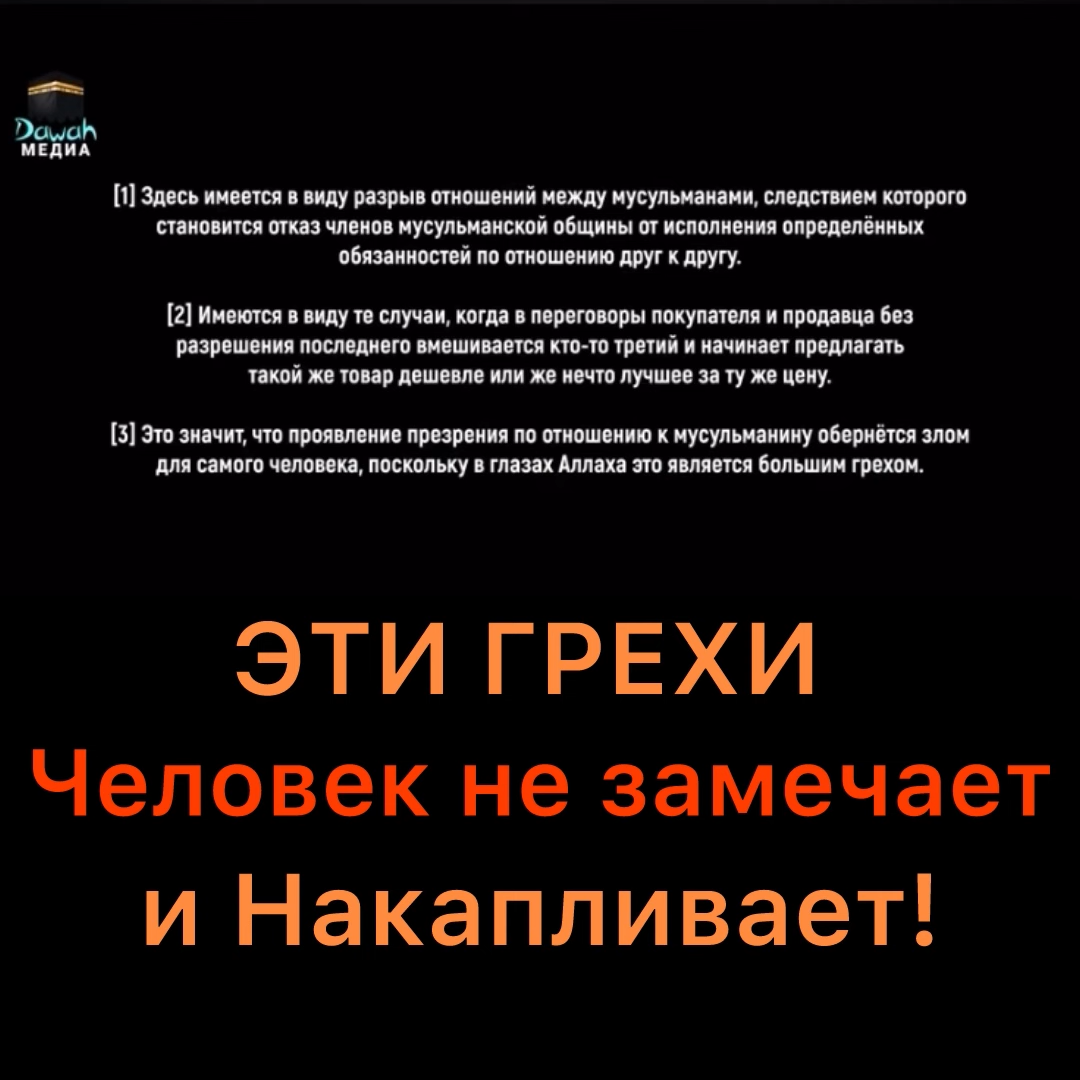 Dawah
МЕДИА
[1] Здесь имеется в виду разрыв отношений между мусульманами, следствием которого
становится отказ членов мусульманской общины от исполнения определённых
обязанностей по отношению друг к другу.
[2] Имеются в виду те случаи, когда в переговоры покупателя и продавца без
разрешения последнего вмешивается кто-то третий и начинает предлагать
такой же товар дешевле или же нечто лучшее за ту же цену.
[3] Это значит, что проявление презрения по отношению к мусульманину обернётся злом
для самого человека, поскольку в глазах Аллаха это является большим грехом.
ЭТИ ГРЕХИ
Человек не замечает
и Накапливает!